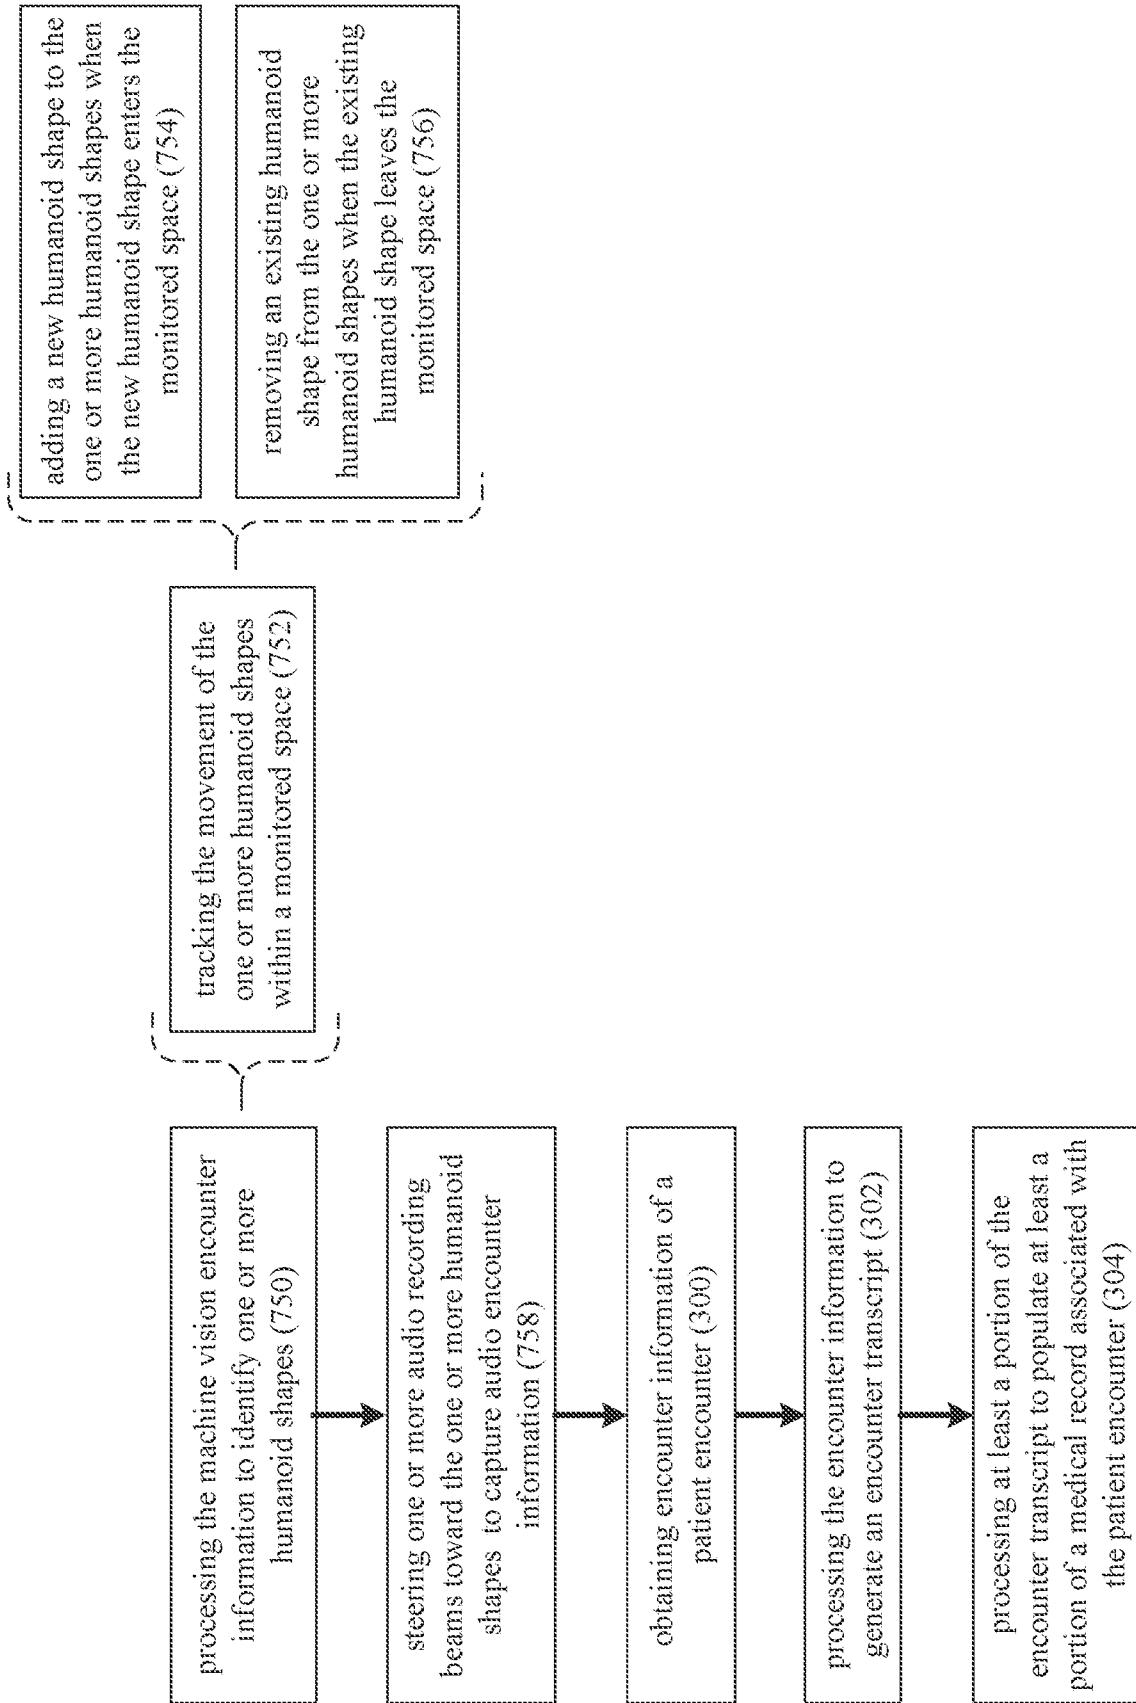 processing the machine vision encounter
information to identify one or more
humanoid shapes (750)
tracking the movement of the
one or more humanoid shapes
within a monitored space (752)
adding a new humanoid shape to the
one or more humanoid shapes when
the new humanoid shape enters the
monitored space (754)
removing an existing humanoid
shape from the one or more
humanoid shapes when the existing
humanoid shape leaves the
monitored space (756)
steering one or more audio recording
beams toward the one or more humanoid
shapes to capture audio encounter
information (758)
obtaining encounter information of a
patient encounter (300)
processing the encounter information to
generate an encounter transcript (302)
processing at least a portion of the
encounter transcript to populate at least a
portion of a medical record associated with
the patient encounter (304)